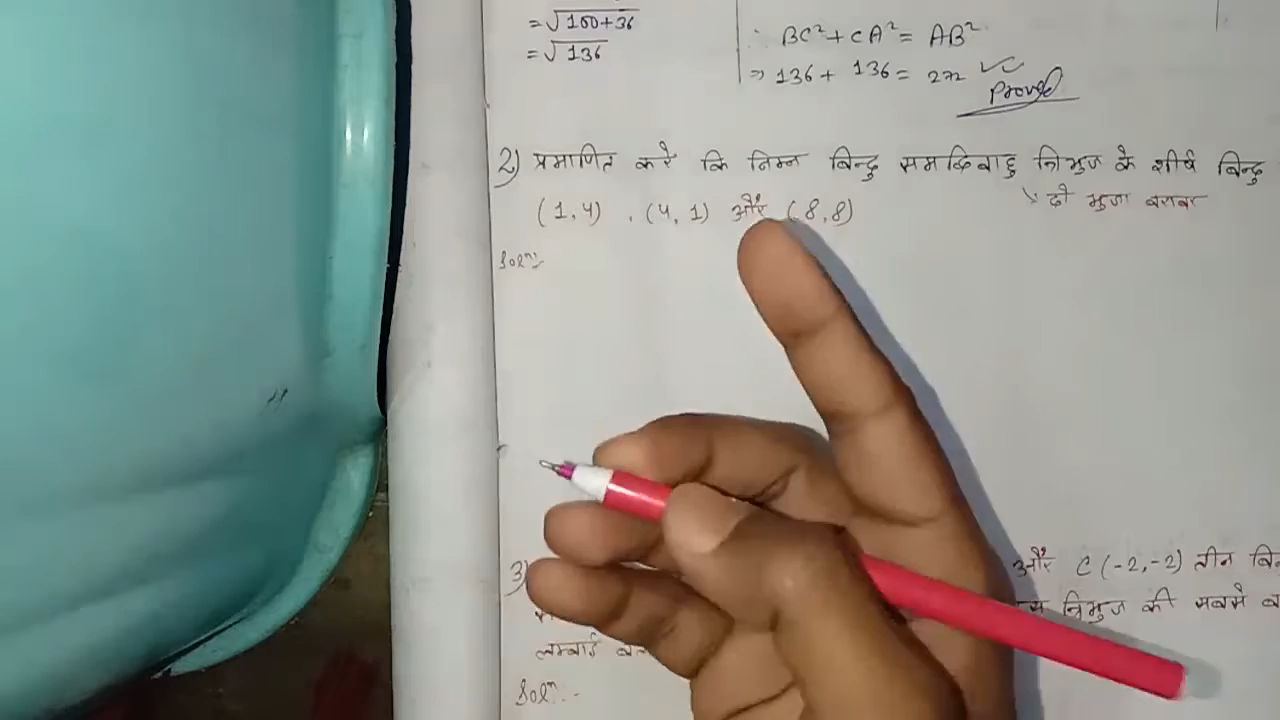 = √100+36
= √136
∴ BC² + CA² = AB²
⇒ 136 + 136 = 272
Proved
2) प्रमाणित करे कि निम्न बिन्दु समद्विबाहु त्रिभुज के शीर्ष बिन्दु
(1,4) , (4,1) और (8,8)
दो भुजा बराबर
Solⁿ:-
3)
और C (-2,-2) तीन
त्रिभुज की सबसे
लम्बाई
Solⁿ:-